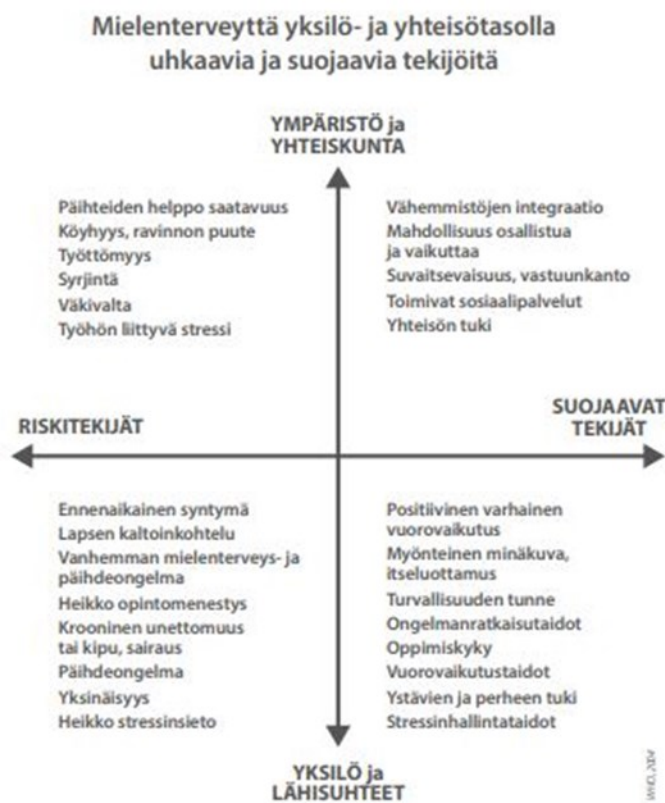 Mielenterveyttä yksilö- ja yhteisötasolla
uhkaavia ja suojaavia tekijöitä
YMPÄRISTÖ ja
YHTEISKUNTA
Päihteiden helppo saatavuus
Köyhyys, ravinnon puute
Työttömyys
Syrjintä
Väkivalta
Työhön liittyvä stressi
Vähemmistöjen integraatio
Mahdollisuus osallistua
ja vaikuttaa
Suvaitsevaisuus, vastuunkanto
Toimivat sosiaalipalvelut
Yhteisön tuki
RISKITEKIJÄT
SUOJAAVAT
TEKIJÄT
Ennenaikainen syntymä
Lapsen kaltoinkohtelu
Vanhemman mielenterveys- ja
päihdeongelma
Heikko opintomenestys
Krooninen unettomuus
tai kipu, sairaus
Päihdeongelma
Yksinäisyys
Heikko stressinsieto
Positiivinen varhainen
vuorovaikutus
Myönteinen minäkuva,
itseluottamus
Turvallisuuden tunne
Ongelmanratkaisutaidot
Oppimiskyky
Vuorovaikutustaidot
Ystävien ja perheen tuki
Stressinhallintataidot
YKSILÖ ja
LÄHISUHTEET
WHO, 2004